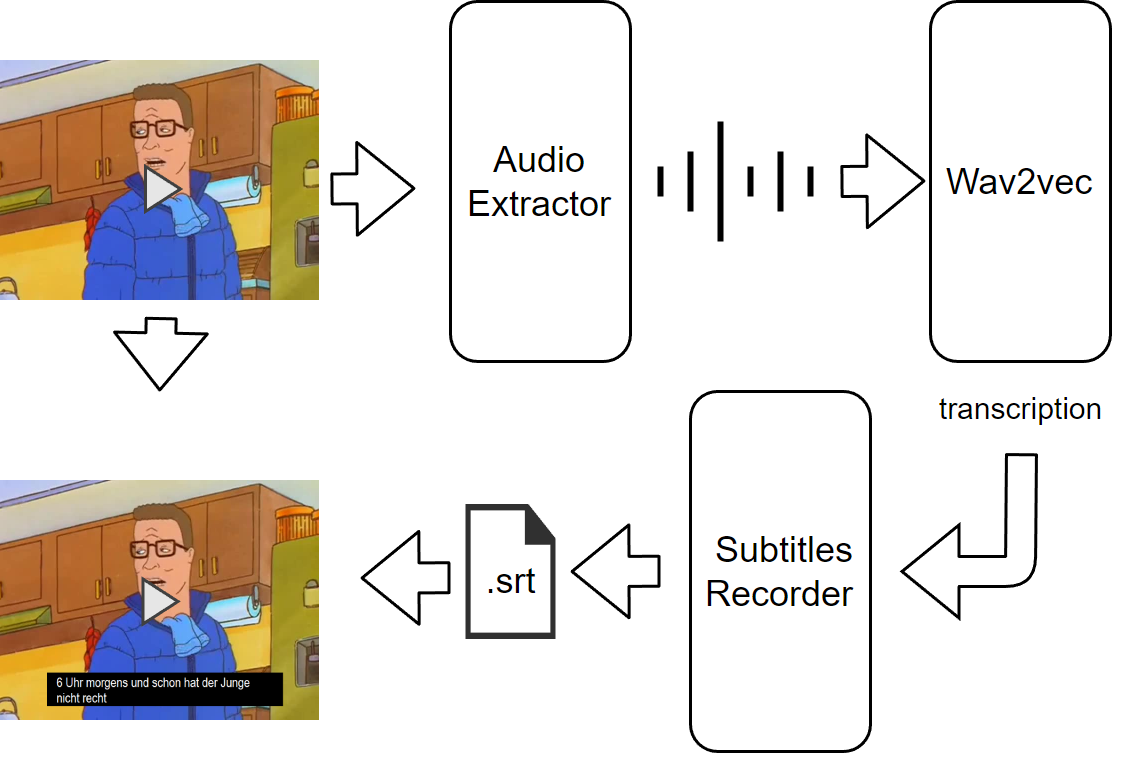 Audio
Extractor
Wav2vec
transcription
Subtitles
Recorder
.srt
6 Uhr morgens und schon hat der Junge
nicht recht